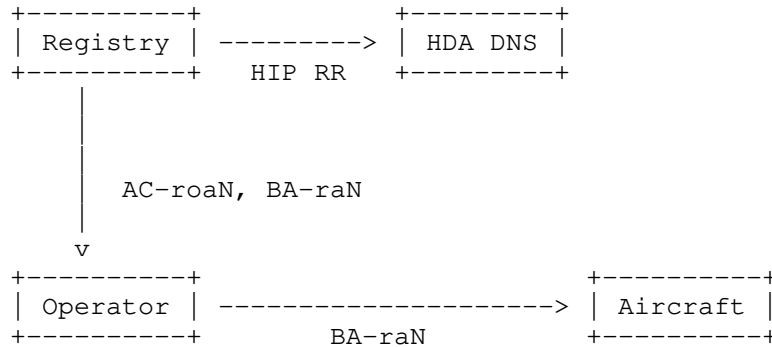 Registry HDA DNS
HIP RR
AC-roaN, BA-raN
Operator Aircraft
BA-raN